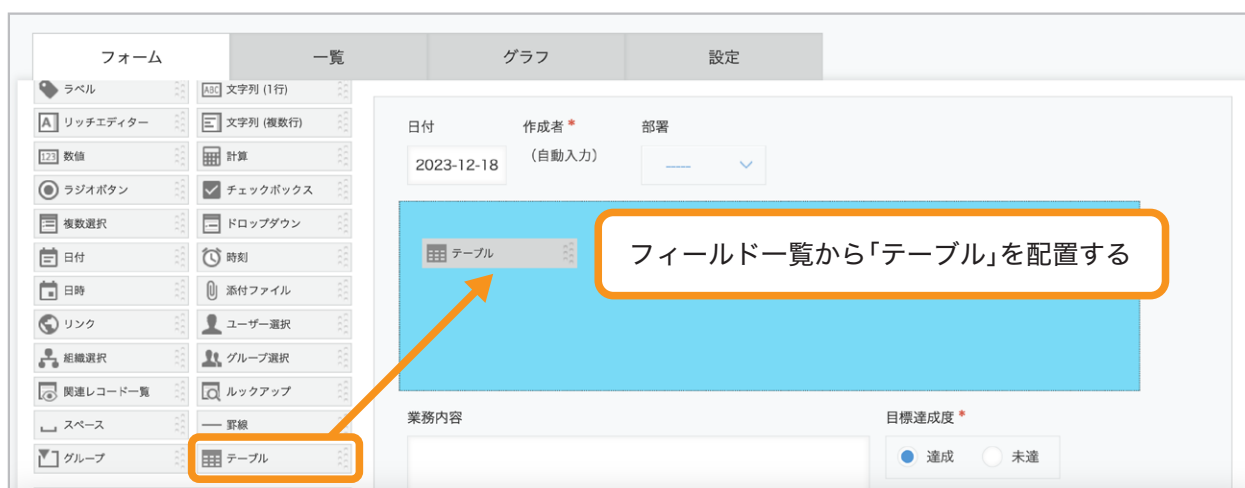 フォーム
一覧
グラフ
設定
ラベル
ABC 文字列 (1行)
A リッチエディター
文字列 (複数行)
123 数値
計算
ラジオボタン
チェックボックス
複数選択
ドロップダウン
日付
時刻
日時
添付ファイル
リンク
ユーザー選択
組織選択
グループ選択
関連レコード一覧
ルックアップ
スペース
罫線
グループ
テーブル
日付
作成者 *
部署
2023-12-18
（自動入力）
-----
テーブル
フィールド一覧から「テーブル」を配置する
業務内容
目標達成度 *
達成
未達